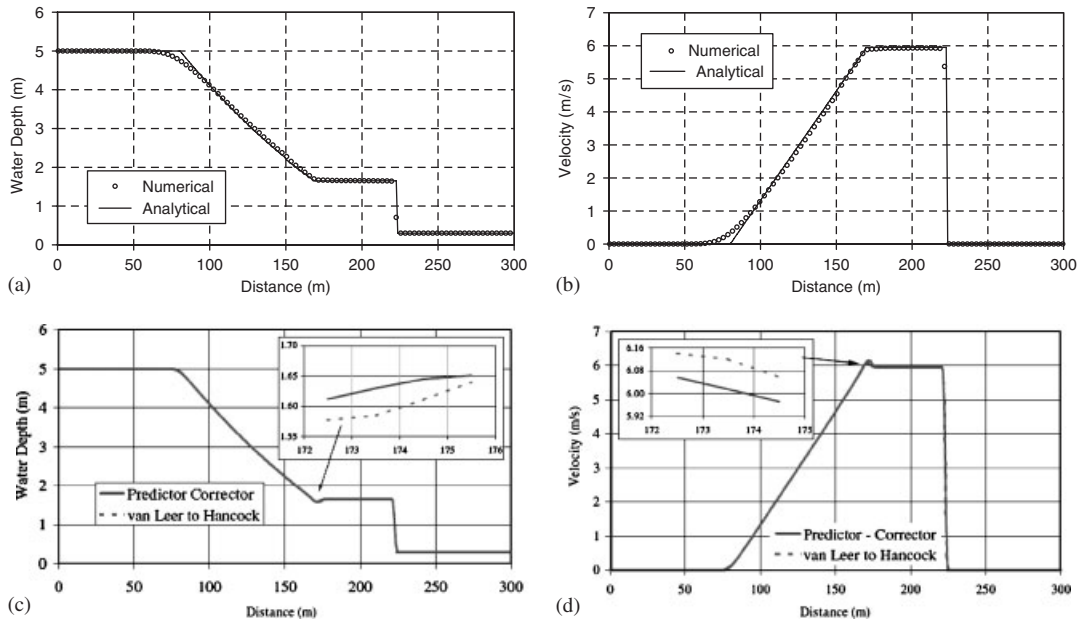 6
5
4
3
2
1
0
Water Depth (m)
Numerical
Analytical
0 50 100 150 200 250 300
Distance (m)
(a)
7
6
5
4
3
2
1
0
Velocity (m/s)
Numerical
Analytical
0 50 100 150 200 250 300
Distance (m)
(b)
6
5
4
3
2
1
0
Water Depth (m)
1.70
1.65
1.60
1.55
172 173 174 175 176
Predictor Corrector
van Leer to Hancock
0 50 100 150 200 250 300
Distance (m)
(c)
7
6
5
4
3
2
1
0
Velocity (m/s)
6.16
6.08
6.00
5.92
172 173 174 175
Predictor - Corrector
van Leer to Hancock
0 50 100 150 200 250 300
Distance (m)
(d)